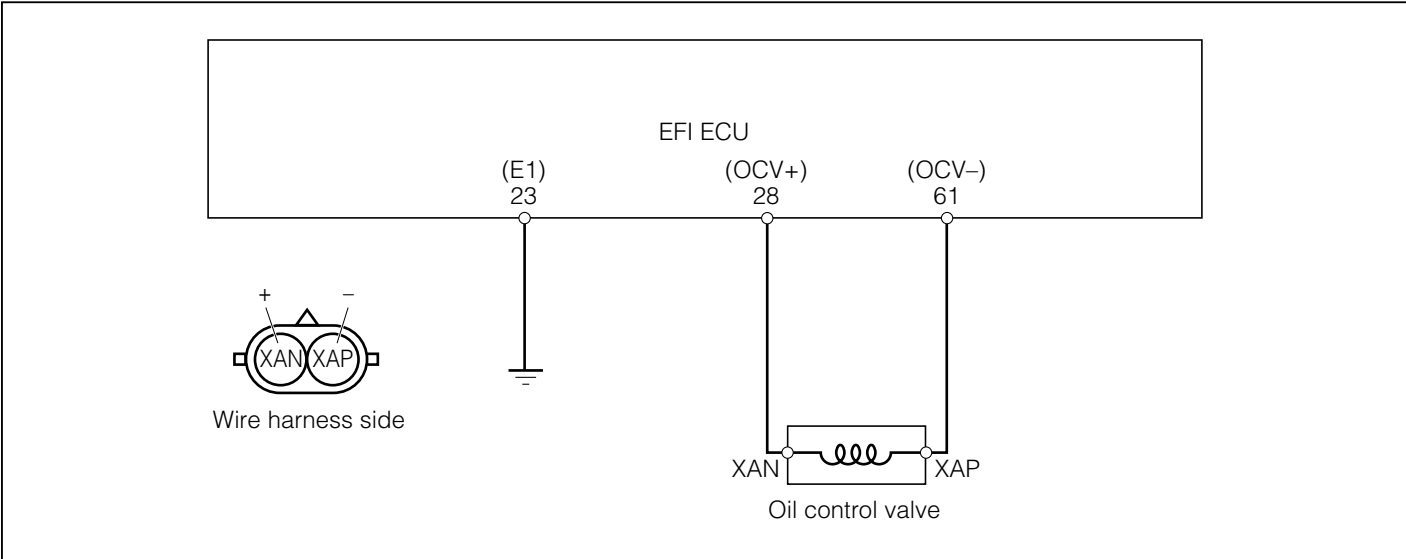 EFI ECU
(E1) (OCV+) (OCV–)
23 28 61
+ –
XAN XAP
Wire harness side
XAN XAP
Oil control valve